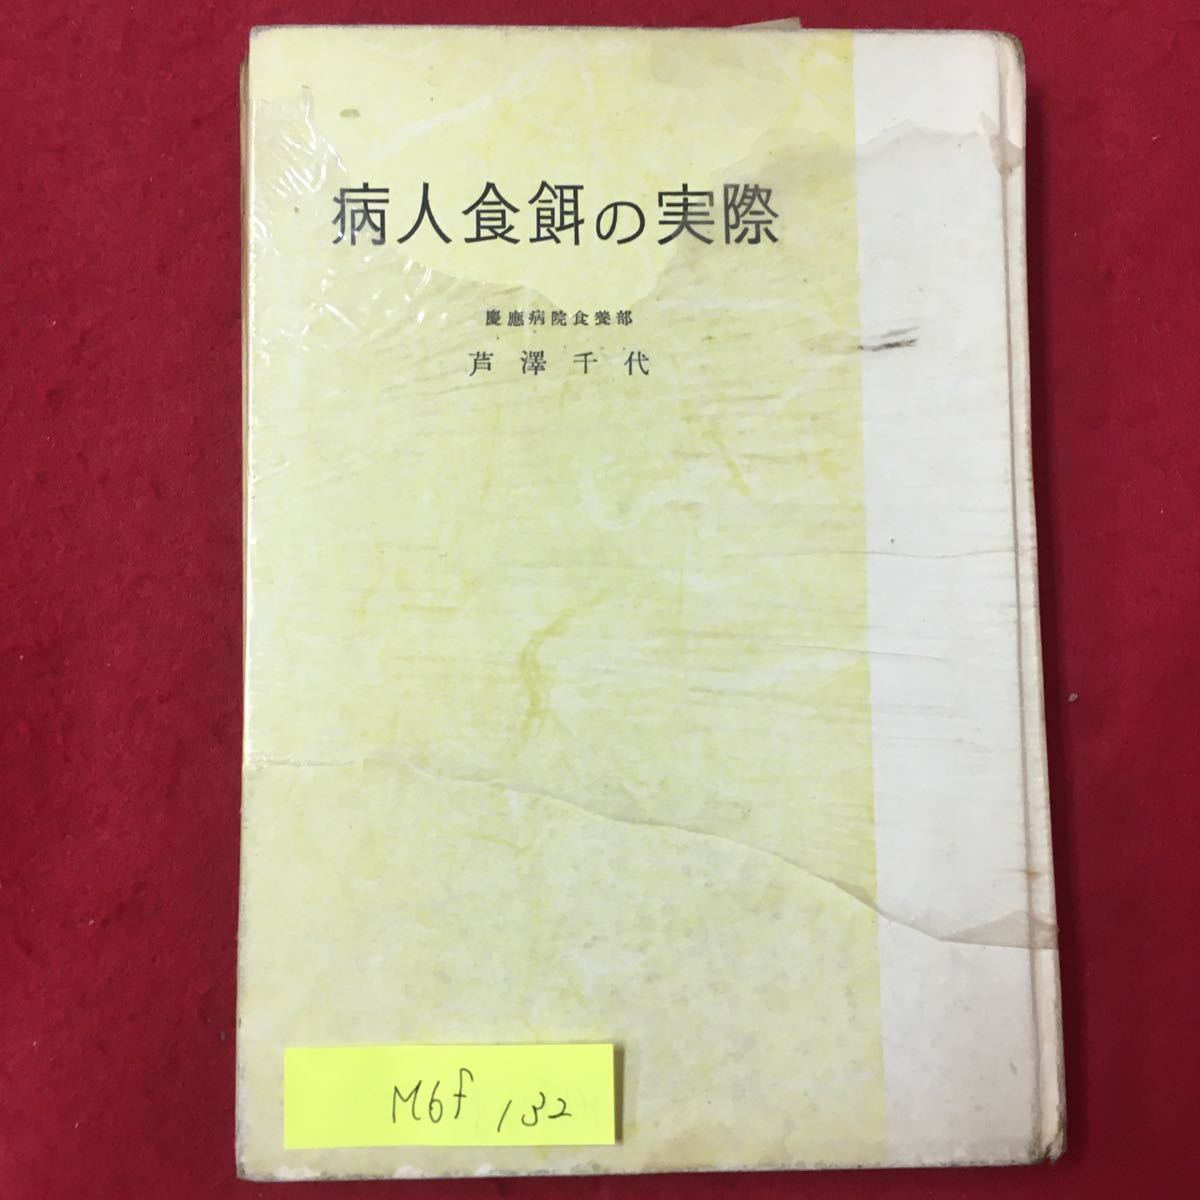 病人食餌の実際
慶應病院食養部
芦澤千代
M6f 132